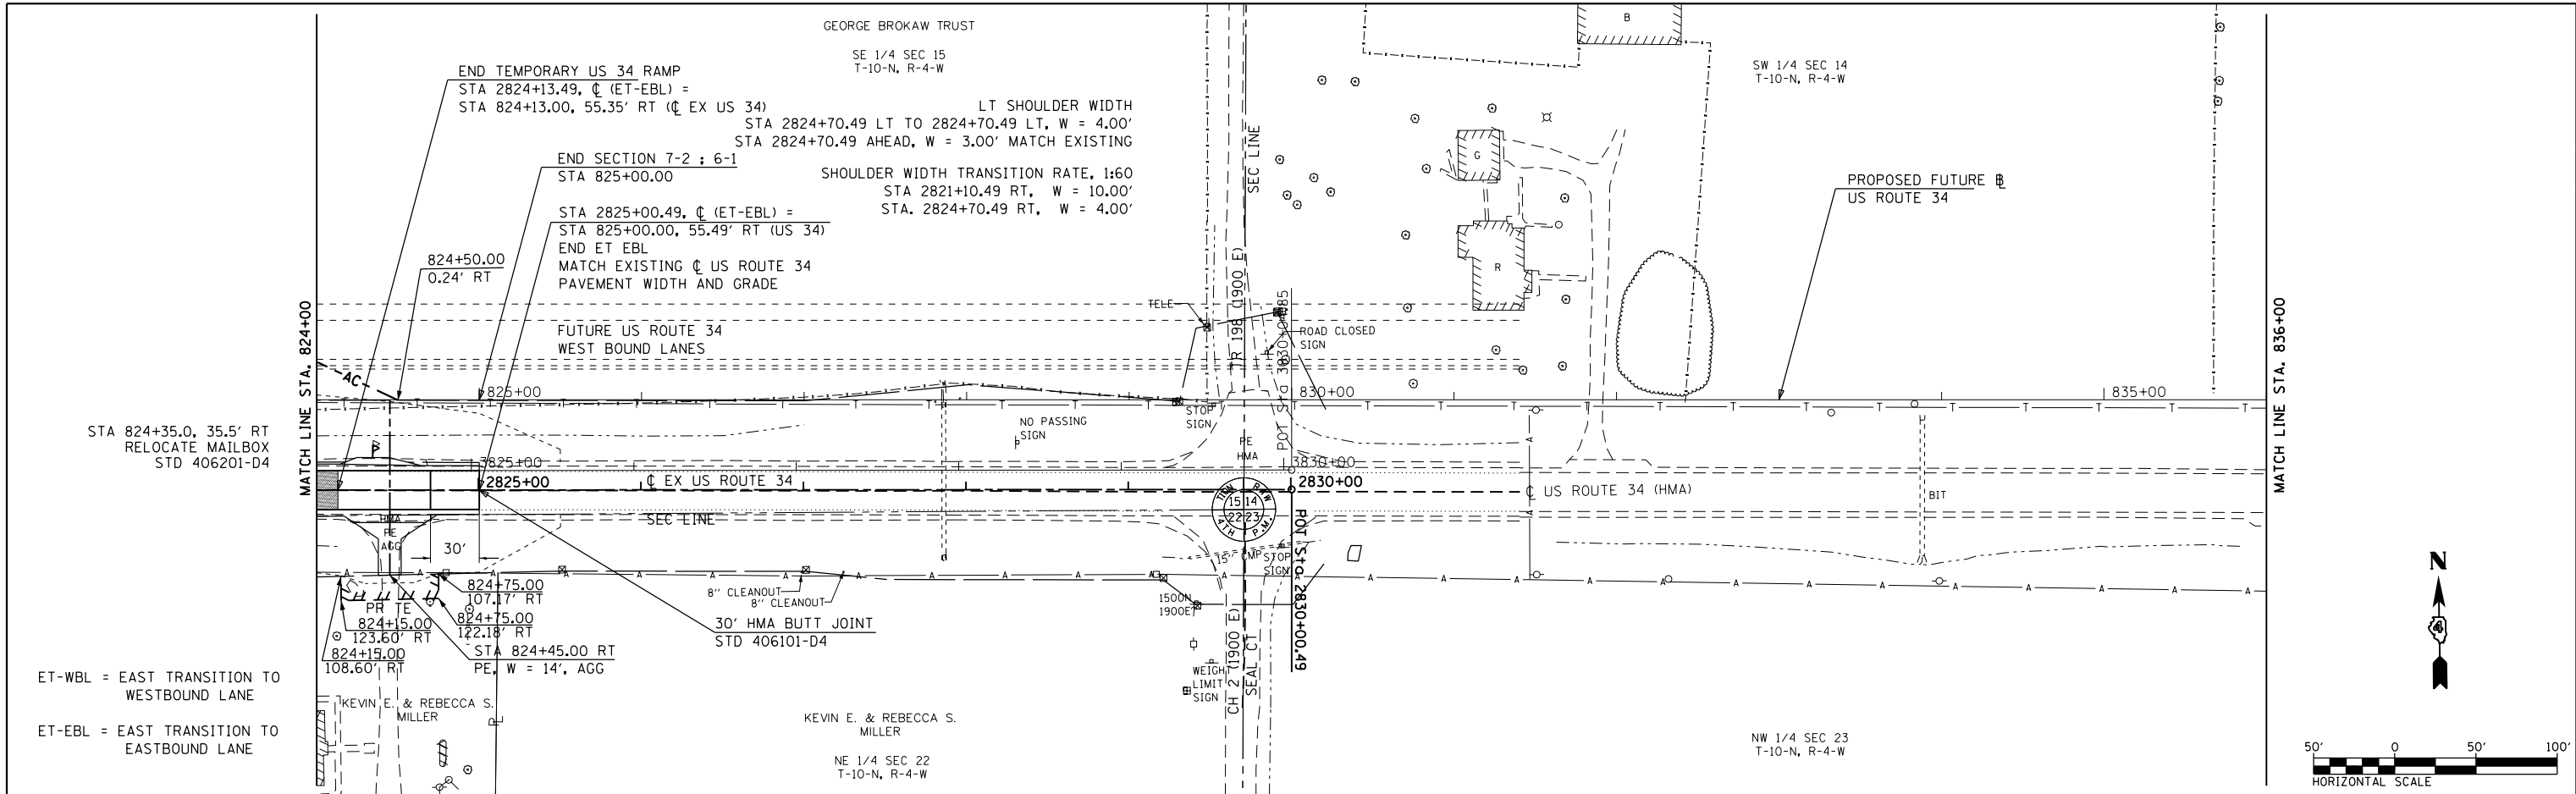 GEORGE BROKAW TRUST
SE 1/4 SEC 15
T-10-N, R-4-W
B
SW 1/4 SEC 14
T-10-N, R-4-W
END TEMPORARY US 34 RAMP
STA 2824+13.49, ℄ (ET-EBL) =
STA 824+13.00, 55.35' RT (℄ EX US 34)
LT SHOULDER WIDTH
STA 2824+70.49 LT TO 2824+70.49 LT, W = 4.00'
STA 2824+70.49 AHEAD, W = 3.00' MATCH EXISTING
SHOULDER WIDTH TRANSITION RATE, 1:60
STA 2821+10.49 RT, W = 10.00'
STA. 2824+70.49 RT, W = 4.00'
END SECTION 7-2 ; 6-1
STA 825+00.00
STA 2825+00.49, ℄ (ET-EBL) =
STA 825+00.00, 55.49' RT (US 34)
END ET EBL
MATCH EXISTING ℄ US ROUTE 34
PAVEMENT WIDTH AND GRADE
824+50.00
0.24' RT
SEC LINE
G
R
PROPOSED FUTURE B
US ROUTE 34
TELE
TR 198 (1900 E)
ROAD CLOSED
SIGN
FUTURE US ROUTE 34
WEST BOUND LANES
MATCH LINE STA. 824+00
MATCH LINE STA. 836+00
AC
825+00
830+00
835+00
T T T T T T
STOP
SIGN
NO PASSING
SIGN
PE
HMA
STA 824+35.0, 35.5' RT
RELOCATE MAILBOX
STD 406201-D4
3825+00
3830+00
2825+00
℄ EX US ROUTE 34
2830+00
℄ US ROUTE 34 (HMA)
BIT
SEC LINE
T10N R4W
15 14
22 23
4TH P.M.
HMA
PE
AGG
30'
15' CMP
STOP
SIGN
POT Sta 2830+00.49
A A A A A A
824+75.00
107.17' RT
8" CLEANOUT
8" CLEANOUT
1500N
1900E
PR TE
824+15.00
123.60' RT
824+75.00
122.18' RT
30' HMA BUTT JOINT
STD 406101-D4
824+15.00
108.60' RT
STA 824+45.00 RT
PE, W = 14', AGG
CH 2 (1900 E)
SEAL CT
WEIGHT
LIMIT
SIGN
ET-WBL = EAST TRANSITION TO
WESTBOUND LANE
ET-EBL = EAST TRANSITION TO
EASTBOUND LANE
KEVIN E. & REBECCA S.
MILLER
P
KEVIN E. & REBECCA S.
MILLER
NE 1/4 SEC 22
T-10-N, R-4-W
NW 1/4 SEC 23
T-10-N, R-4-W
N
50' 0 50' 100'
HORIZONTAL SCALE